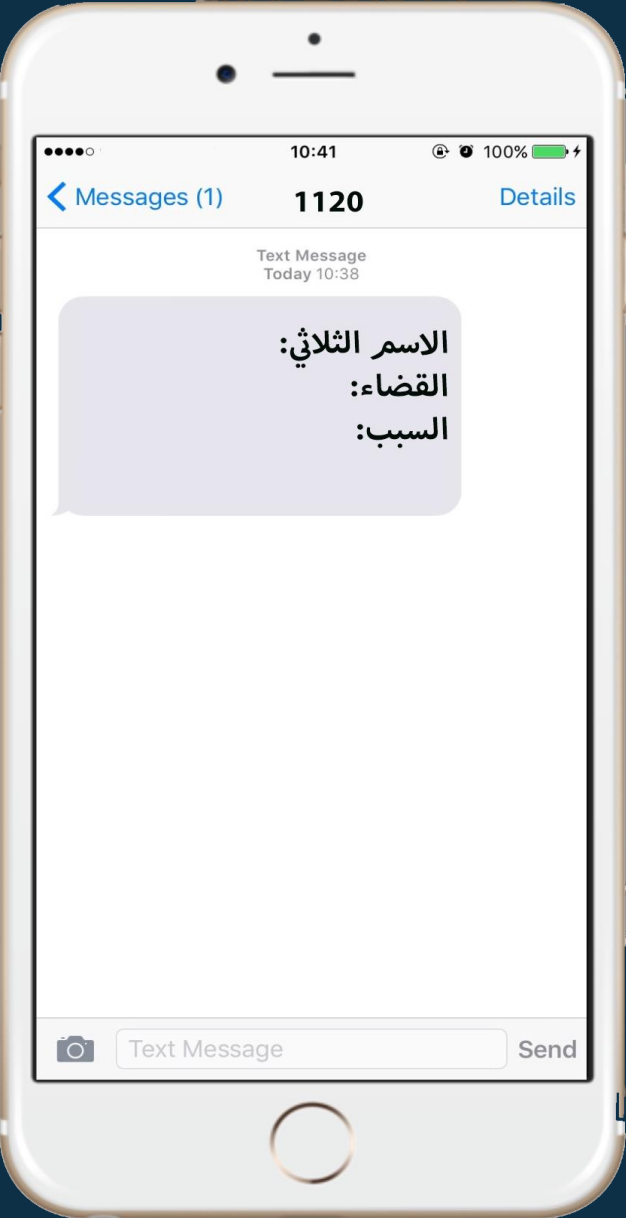 10:41 100%
Messages (1) 1120 Details
Text Message
Today 10:38
الاسم الثلاثي:
القضاء:
السبب:
Text Message Send